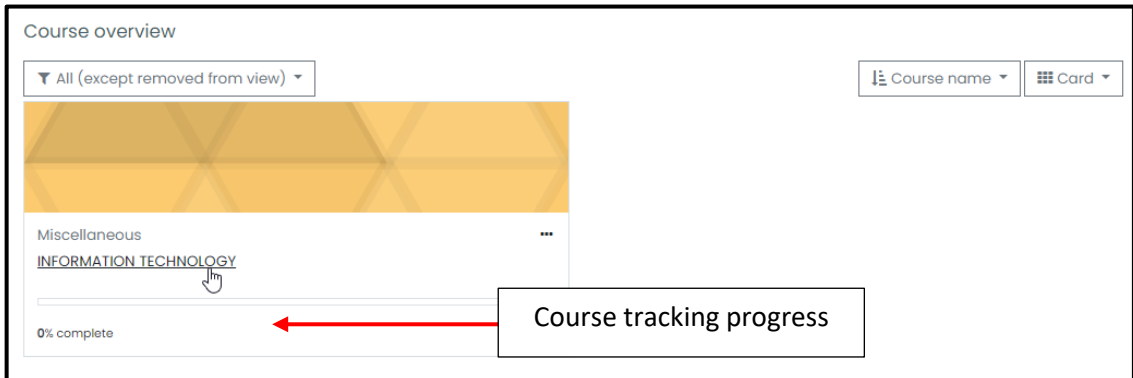 Course overview
All (except removed from view)
Course name
Card
Miscellaneous
INFORMATION TECHNOLOGY
Course tracking progress
0% complete